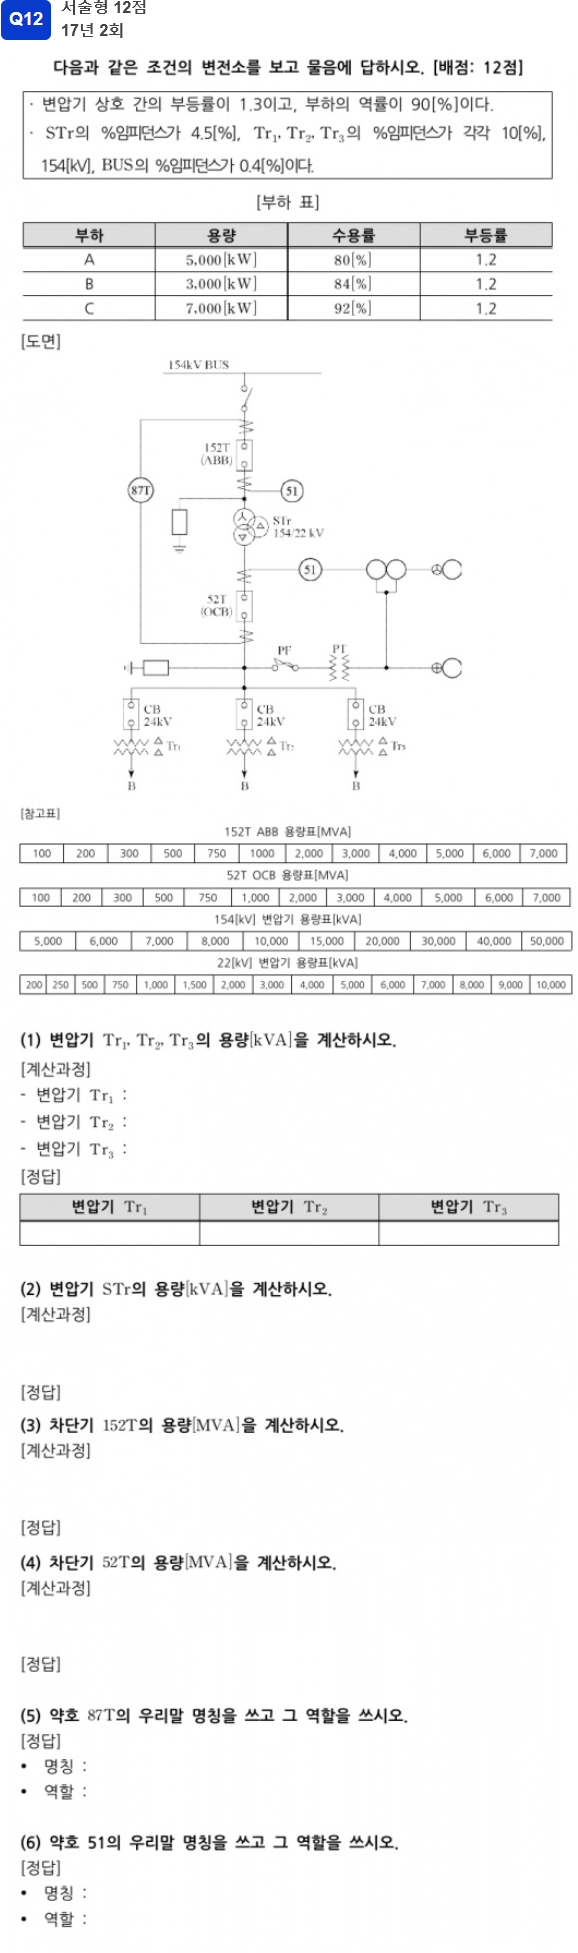 Q12
서술형 12점
17년 2회
다음과 같은 조건의 변전소를 보고 물음에 답하시오. [배점: 12점]
· 변압기 상호 간의 부등률이 1.3이고, 부하의 역률이 90[%]이다.
· STr의 %임피던스가 4.5[%], Tr₁, Tr₂, Tr₃의 %임피던스가 각각 10[%],
154[kV], BUS의 %임피던스가 0.4[%]이다.
[부하 표]
부하 용량 수용률 부등률
A 5,000[kW] 80[%] 1.2
B 3,000[kW] 84[%] 1.2
C 7,000[kW] 92[%] 1.2
[도면]
154kV BUS
152T
(ABB)
87T
51
STr
154/22 kV
51
52T
(OCB)
PF PT
CB CB CB
24kV 24kV 24kV
Tr₁ Tr₂ Tr₃
B B B
[참고표]
152T ABB 용량표[MVA]
100 200 300 500 750 1000 2,000 3,000 4,000 5,000 6,000 7,000
52T OCB 용량표[MVA]
100 200 300 500 750 1,000 2,000 3,000 4,000 5,000 6,000 7,000
154[kV] 변압기 용량표[kVA]
5,000 6,000 7,000 8,000 10,000 15,000 20,000 30,000 40,000 50,000
22[kV] 변압기 용량표[kVA]
200 250 500 750 1,000 1,500 2,000 3,000 4,000 5,000 6,000 7,000 8,000 9,000 10,000
(1) 변압기 Tr₁, Tr₂, Tr₃의 용량[kVA]을 계산하시오.
[계산과정]
- 변압기 Tr₁ :
- 변압기 Tr₂ :
- 변압기 Tr₃ :
[정답]
변압기 Tr₁ 변압기 Tr₂ 변압기 Tr₃
(2) 변압기 STr의 용량[kVA]을 계산하시오.
[계산과정]
[정답]
(3) 차단기 152T의 용량[MVA]을 계산하시오.
[계산과정]
[정답]
(4) 차단기 52T의 용량[MVA]을 계산하시오.
[계산과정]
[정답]
(5) 약호 87T의 우리말 명칭을 쓰고 그 역할을 쓰시오.
[정답]
• 명칭 :
• 역할 :
(6) 약호 51의 우리말 명칭을 쓰고 그 역할을 쓰시오.
[정답]
• 명칭 :
• 역할 :